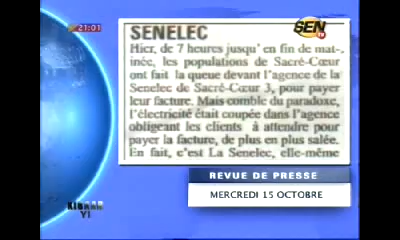 21:01
SEN
TV
SENELEC
Hier, de 7 heures jusqu' en fin de mat-
inée, les populations de Sacré-Cœur
ont fait la queue devant l'agence de la
Senelec de Sacré-Cœur 3, pour payer
leur facture. Mais comble du paradoxe,
l'électricité était coupée dans l'agence
obligeant les clients à attendre pour
payer la facture, de plus en plus salée.
En fait, c'est La Senelec, elle-même
REVUE DE PRESSE
MERCREDI 15 OCTOBRE
YI